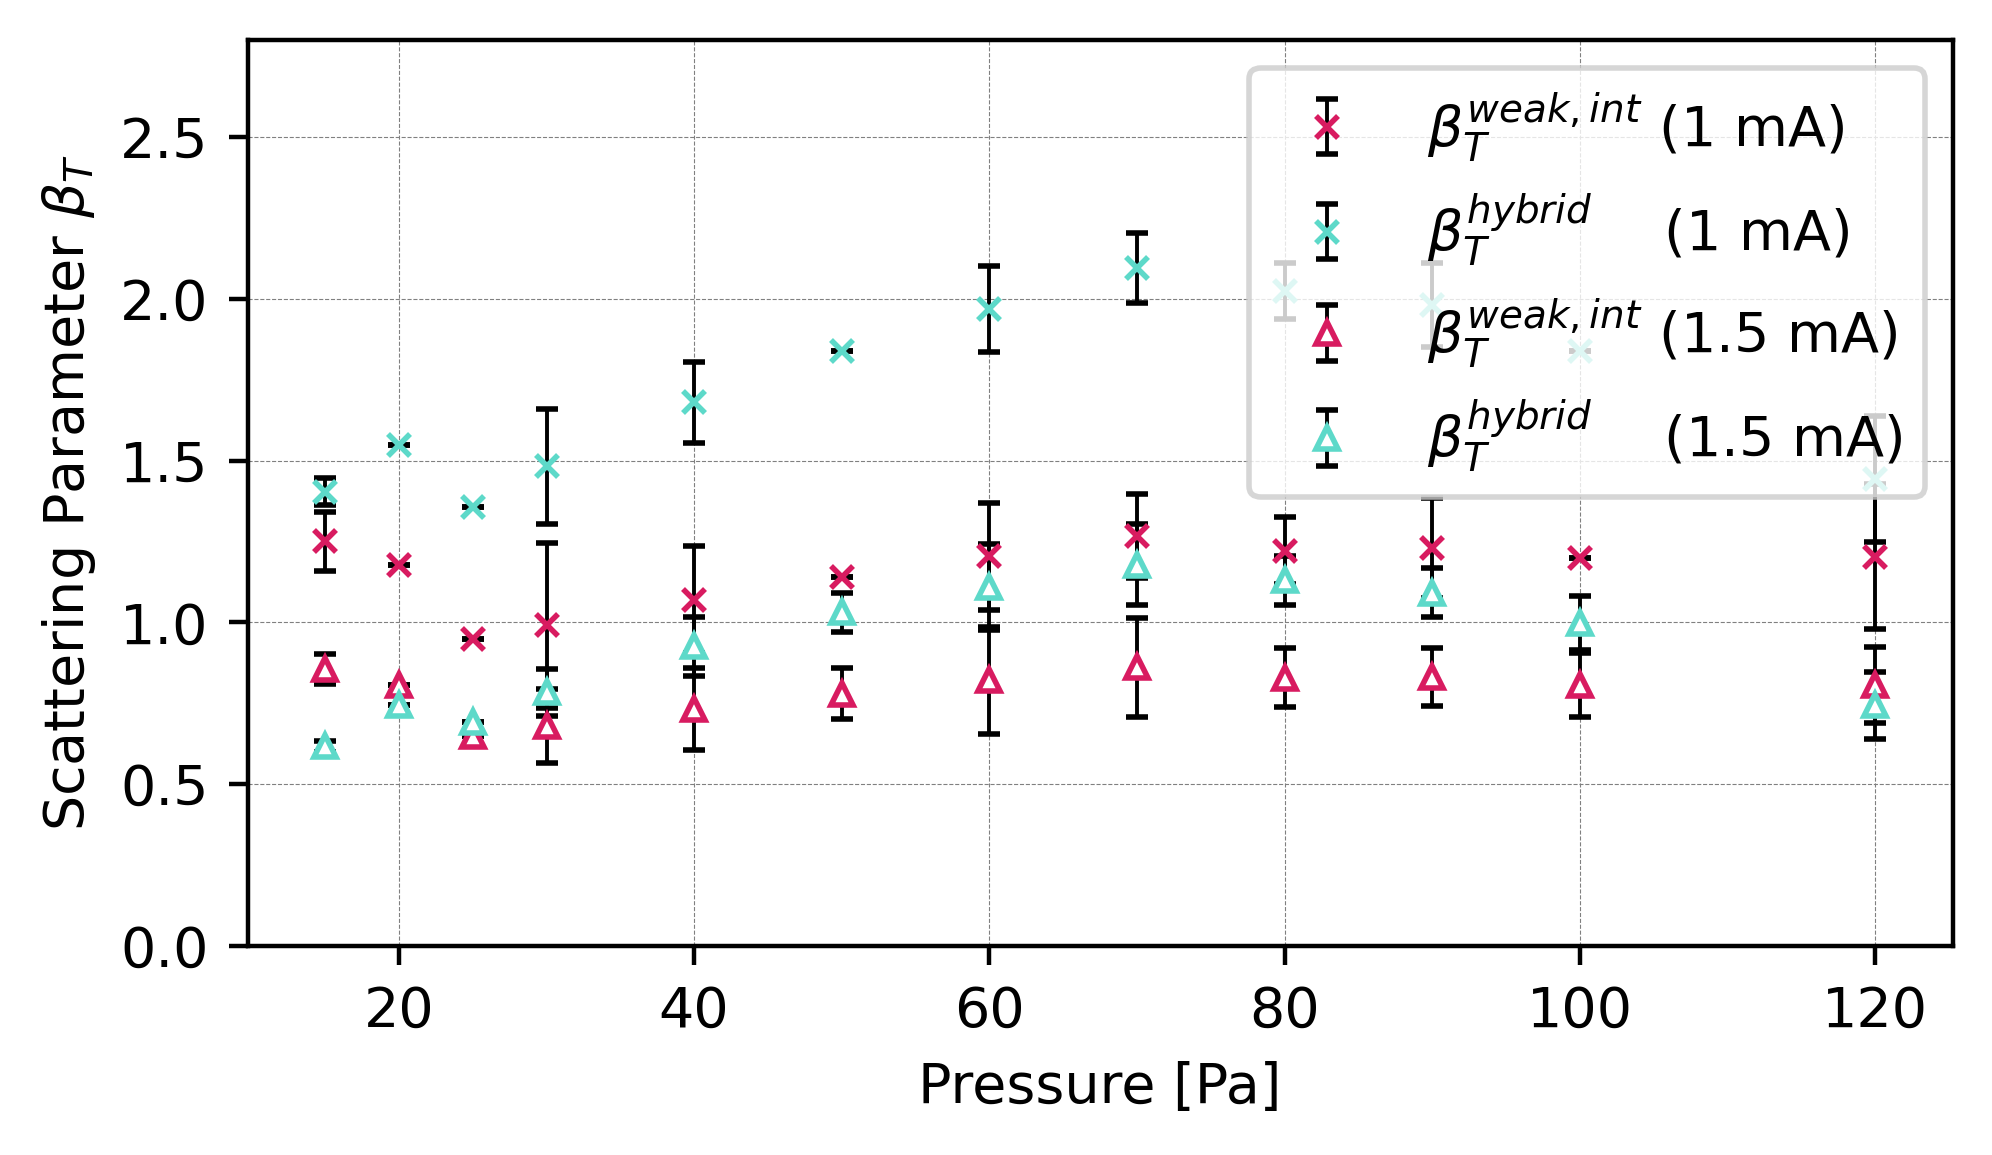 Scattering Parameter β_T
2.5
2.0
1.5
1.0
0.5
0.0
20 40 60 80 100 120
Pressure [Pa]
β_T^{weak,int} (1 mA)
β_T^{hybrid} (1 mA)
β_T^{weak,int} (1.5 mA)
β_T^{hybrid} (1.5 mA)